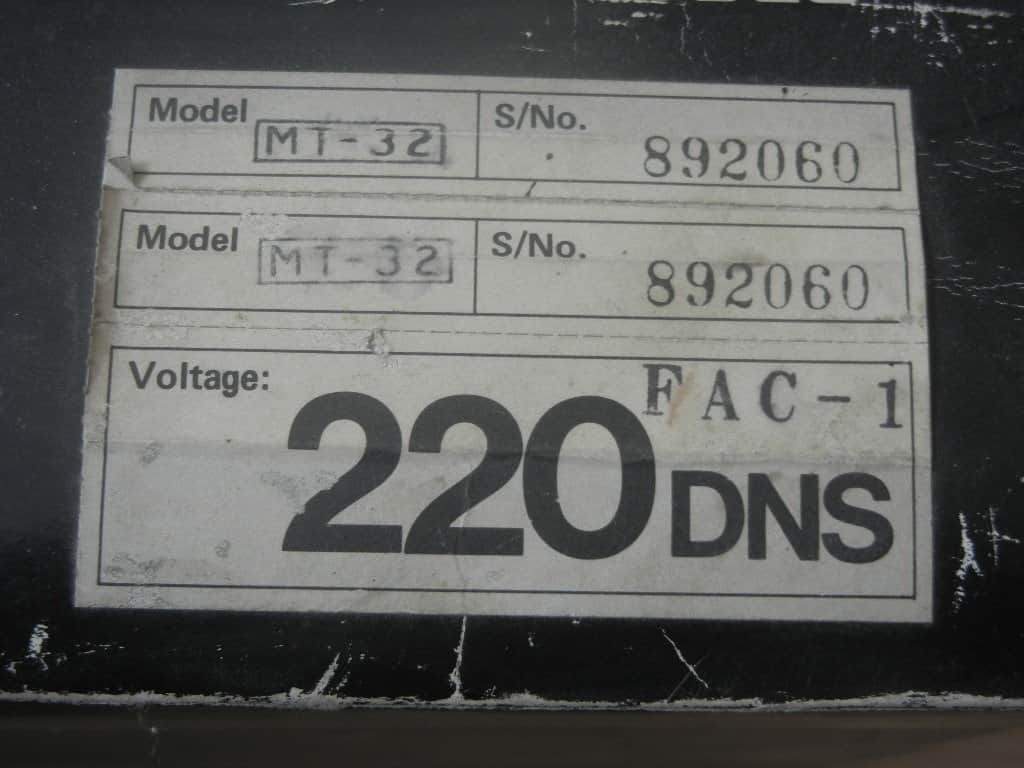 Model MT-32 S/No. 892060
Model MT-32 S/No. 892060
Voltage: 220 DNS FAC-1